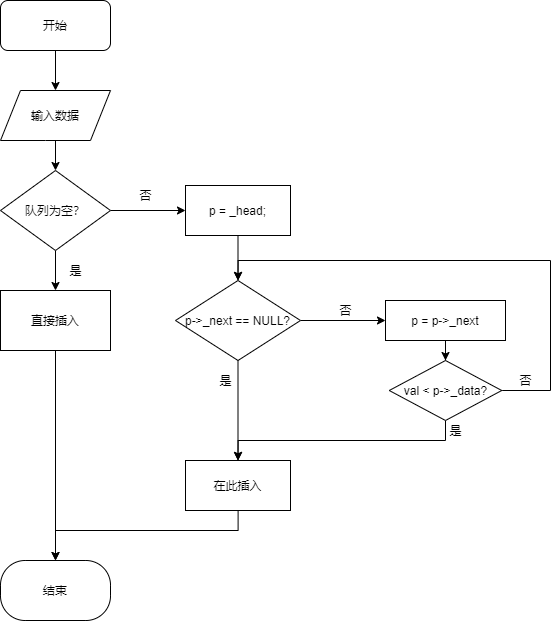 开始
输入数据
队列为空?
否
p = _head;
是
直接插入
p->_next == NULL?
否
p = p->_next
val < p->_data?
否
是
是
在此插入
结束